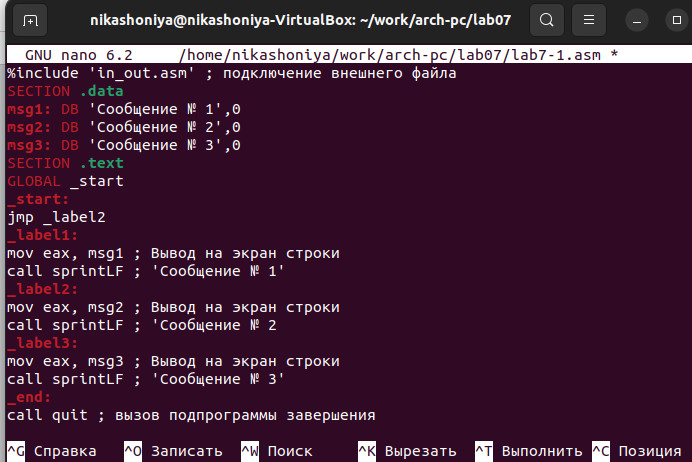 nikashoniya@nikashoniya-VirtualBox: ~/work/arch-pc/lab07
GNU nano 6.2 /home/nikashoniya/work/arch-pc/lab07/lab7-1.asm *
%include 'in_out.asm' ; подключение внешнего файла
SECTION .data
msg1: DB 'Сообщение № 1',0
msg2: DB 'Сообщение № 2',0
msg3: DB 'Сообщение № 3',0
SECTION .text
GLOBAL _start
_start:
jmp _label2
_label1:
mov eax, msg1 ; Вывод на экран строки
call sprintLF ; 'Сообщение № 1'
_label2:
mov eax, msg2 ; Вывод на экран строки
call sprintLF ; 'Сообщение № 2
_label3:
mov eax, msg3 ; Вывод на экран строки
call sprintLF ; 'Сообщение № 3'
_end:
call quit ; вызов подпрограммы завершения
^G Справка ^O Записать ^W Поиск ^K Вырезать ^T Выполнить ^C Позиция